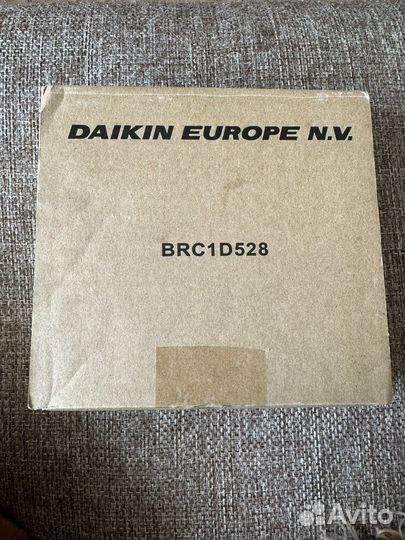 DAIKIN EUROPE N.V.
BRC1D528
Avito